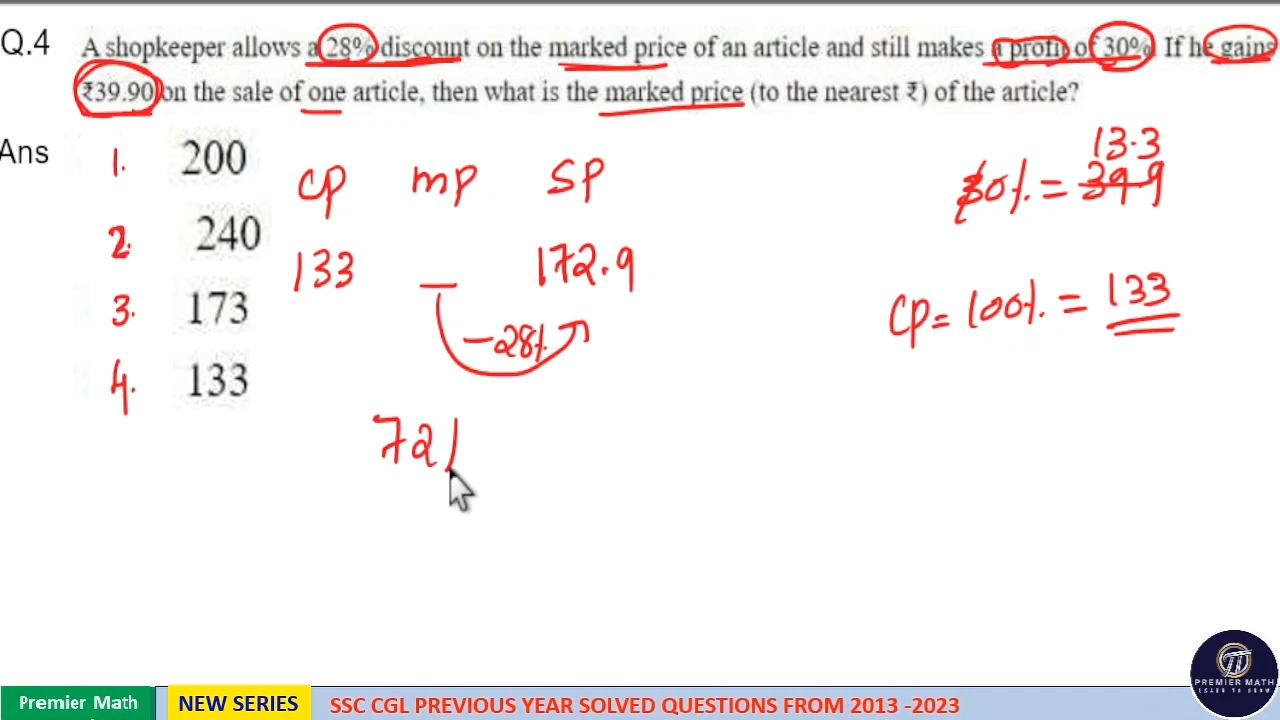 Q.4 A shopkeeper allows a 28% discount on the marked price of an article and still makes a profit of 30%. If he gains
₹39.90 on the sale of one article, then what is the marked price (to the nearest ₹) of the article?
Ans
1. 200
2. 240
3. 173
4. 133
CP MP SP
133 — 172.9
-28%
72
13.3
30% = 39.9
CP = 100% = 133
PREMIER MATH
LEARN TO GROW
Premier Math
NEW SERIES
SSC CGL PREVIOUS YEAR SOLVED QUESTIONS FROM 2013 -2023